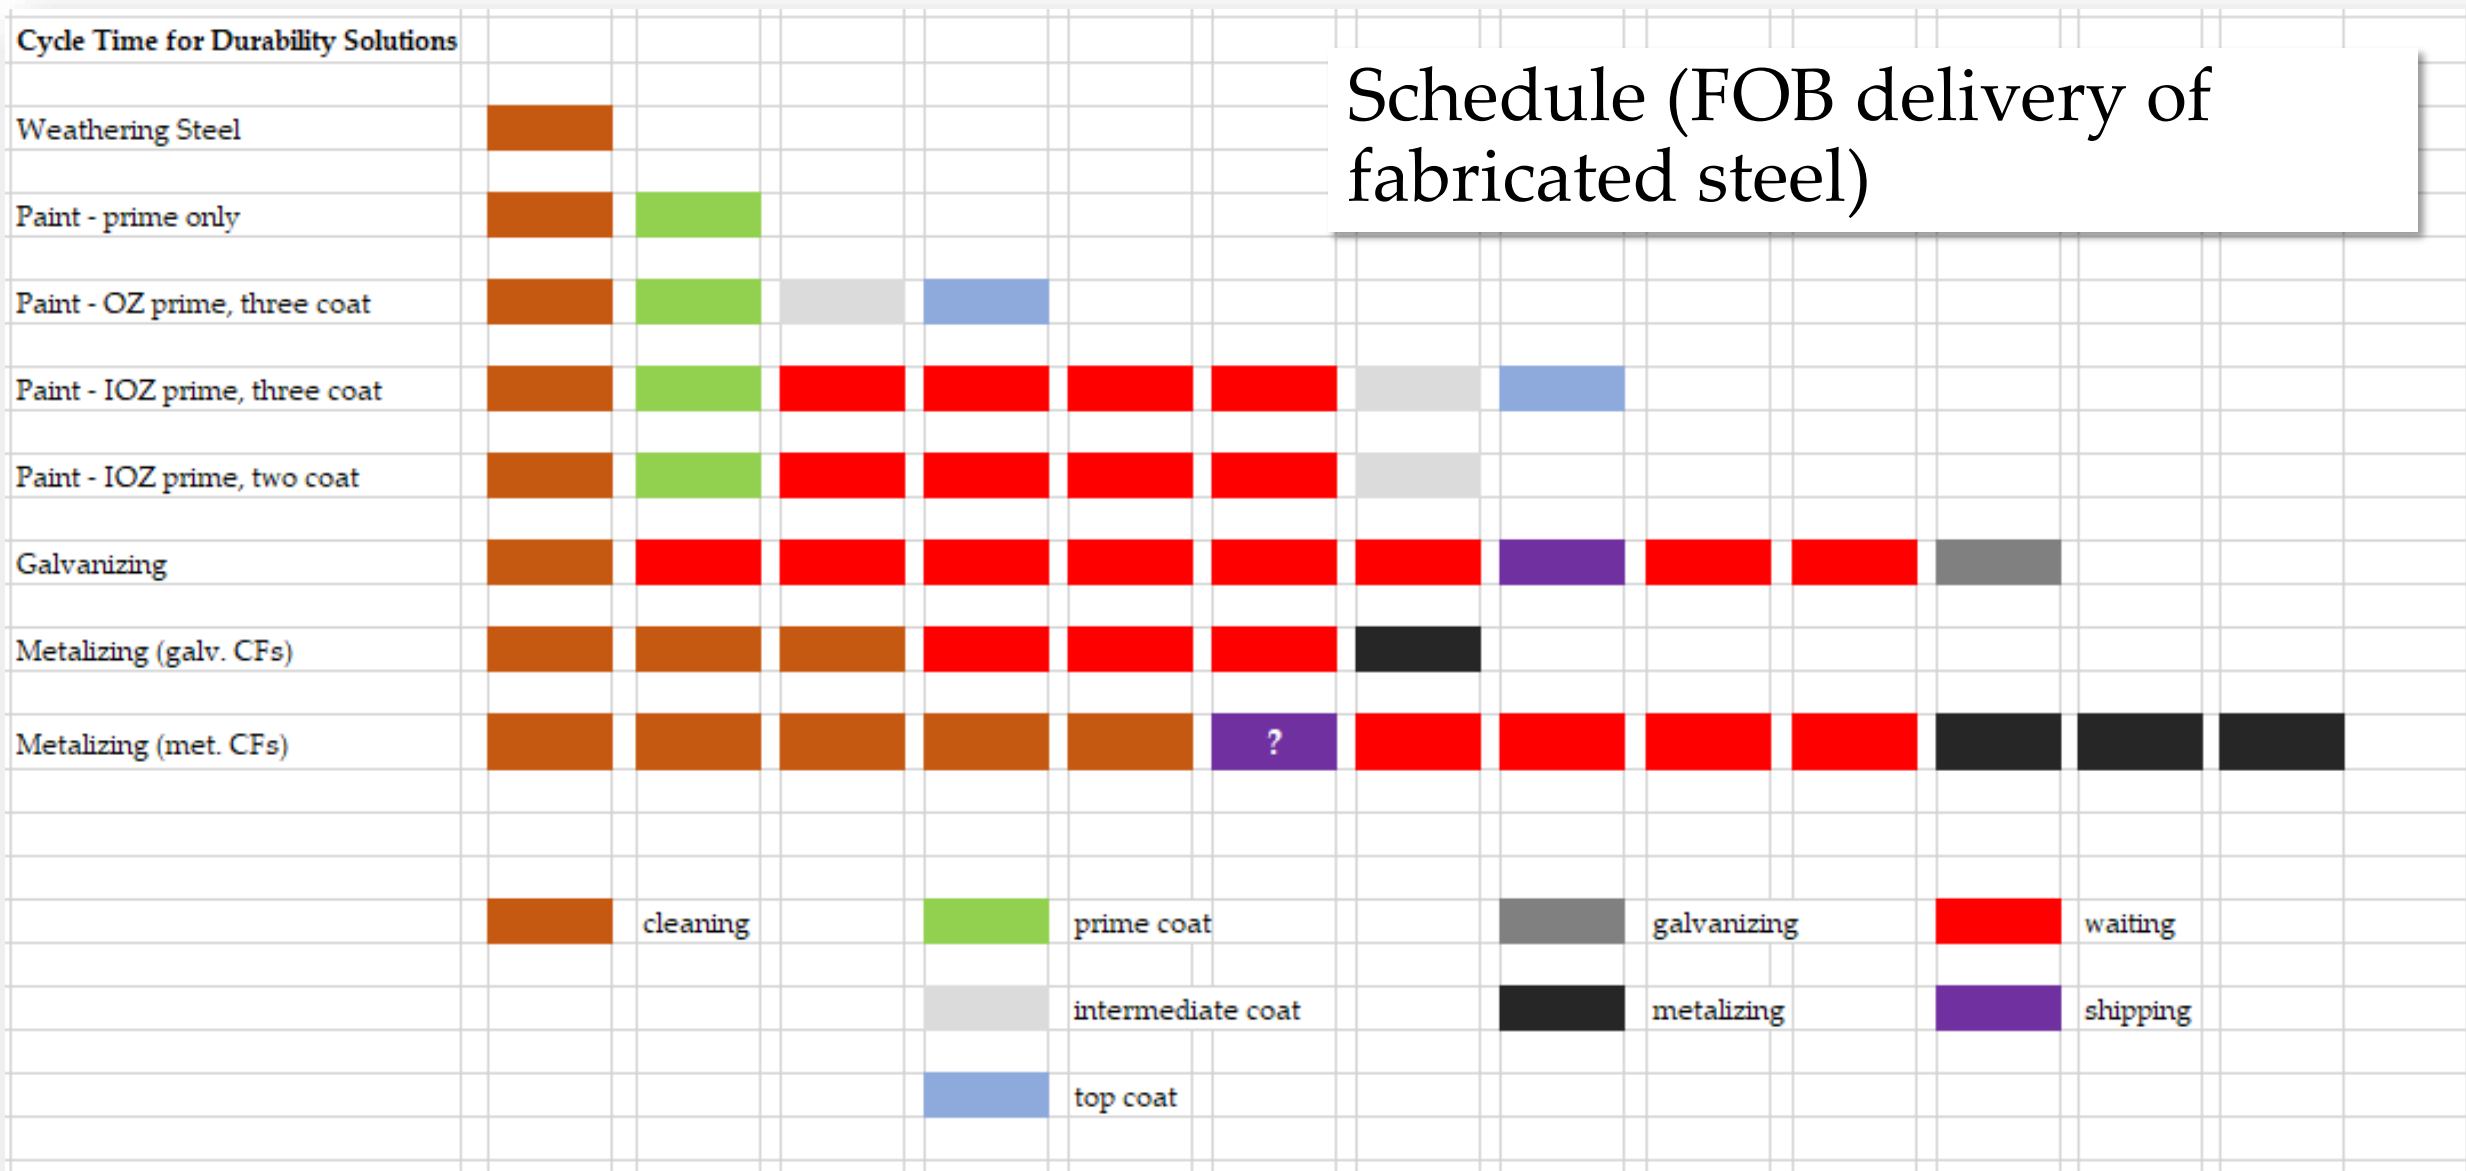 Cycle Time for Durability Solutions
Schedule (FOB delivery of
fabricated steel)
Weathering Steel
Paint - prime only
Paint - OZ prime, three coat
Paint - IOZ prime, three coat
Paint - IOZ prime, two coat
Galvanizing
Metalizing (galv. CFs)
Metalizing (met. CFs)
?
cleaning
prime coat
galvanizing
waiting
intermediate coat
metalizing
shipping
top coat